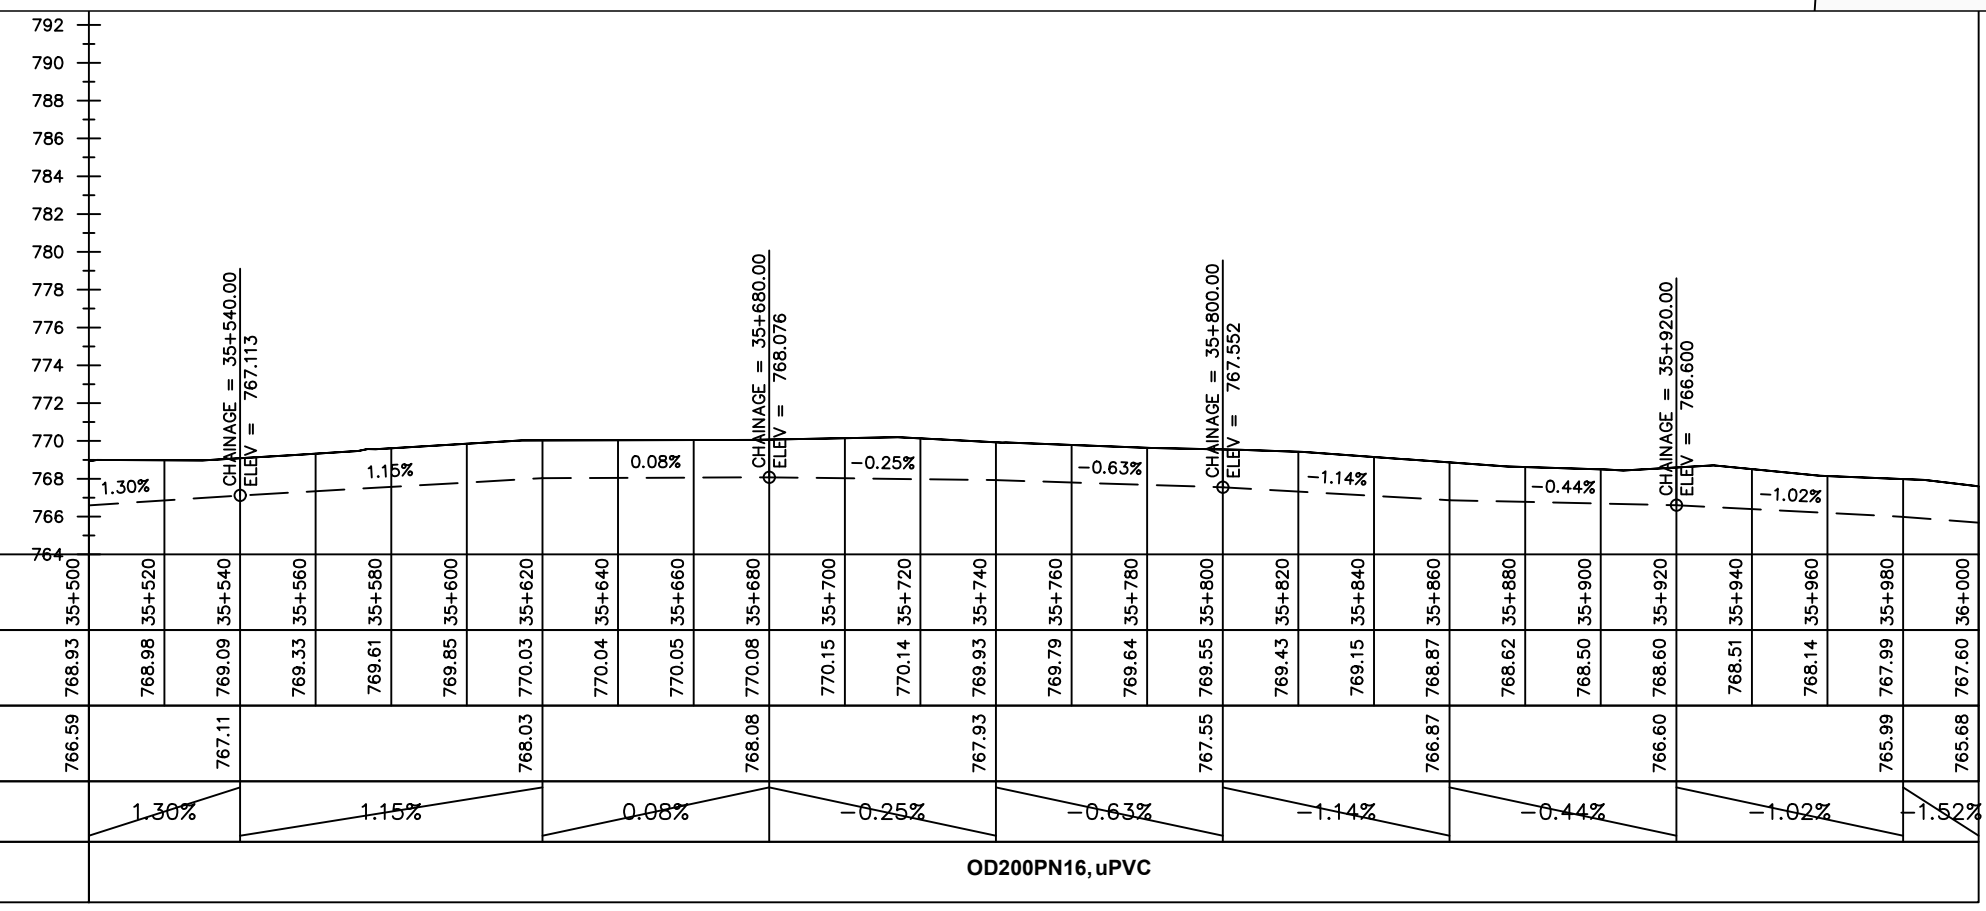 792
790
788
786
784
782
780
778
776
774
772
770
768
766
764
CHAINAGE = 35+540.00
ELEV = 767.113
CHAINAGE = 35+680.00
ELEV = 768.076
CHAINAGE = 35+800.00
ELEV = 767.552
CHAINAGE = 35+920.00
ELEV = 766.600
1.30%
1.15%
0.08%
-0.25%
-0.63%
-1.14%
-0.44%
-1.02%
35+500 35+520 35+540 35+560 35+580 35+600 35+620 35+640 35+660 35+680 35+700 35+720 35+740 35+760 35+780 35+800 35+820 35+840 35+860 35+880 35+900 35+920 35+940 35+960 35+980 36+000
768.93 768.98 769.09 769.33 769.61 769.85 770.03 770.04 770.05 770.08 770.15 770.14 769.93 769.79 769.64 769.55 769.43 769.15 768.87 768.62 768.50 768.60 768.51 768.14 767.99 767.60
766.59 767.11 768.03 768.08 767.93 767.55 766.87 766.60 765.99 765.68
1.30% 1.15% 0.08% -0.25% -0.63% -1.14% -0.44% -1.02% -1.52%
OD200PN16, uPVC